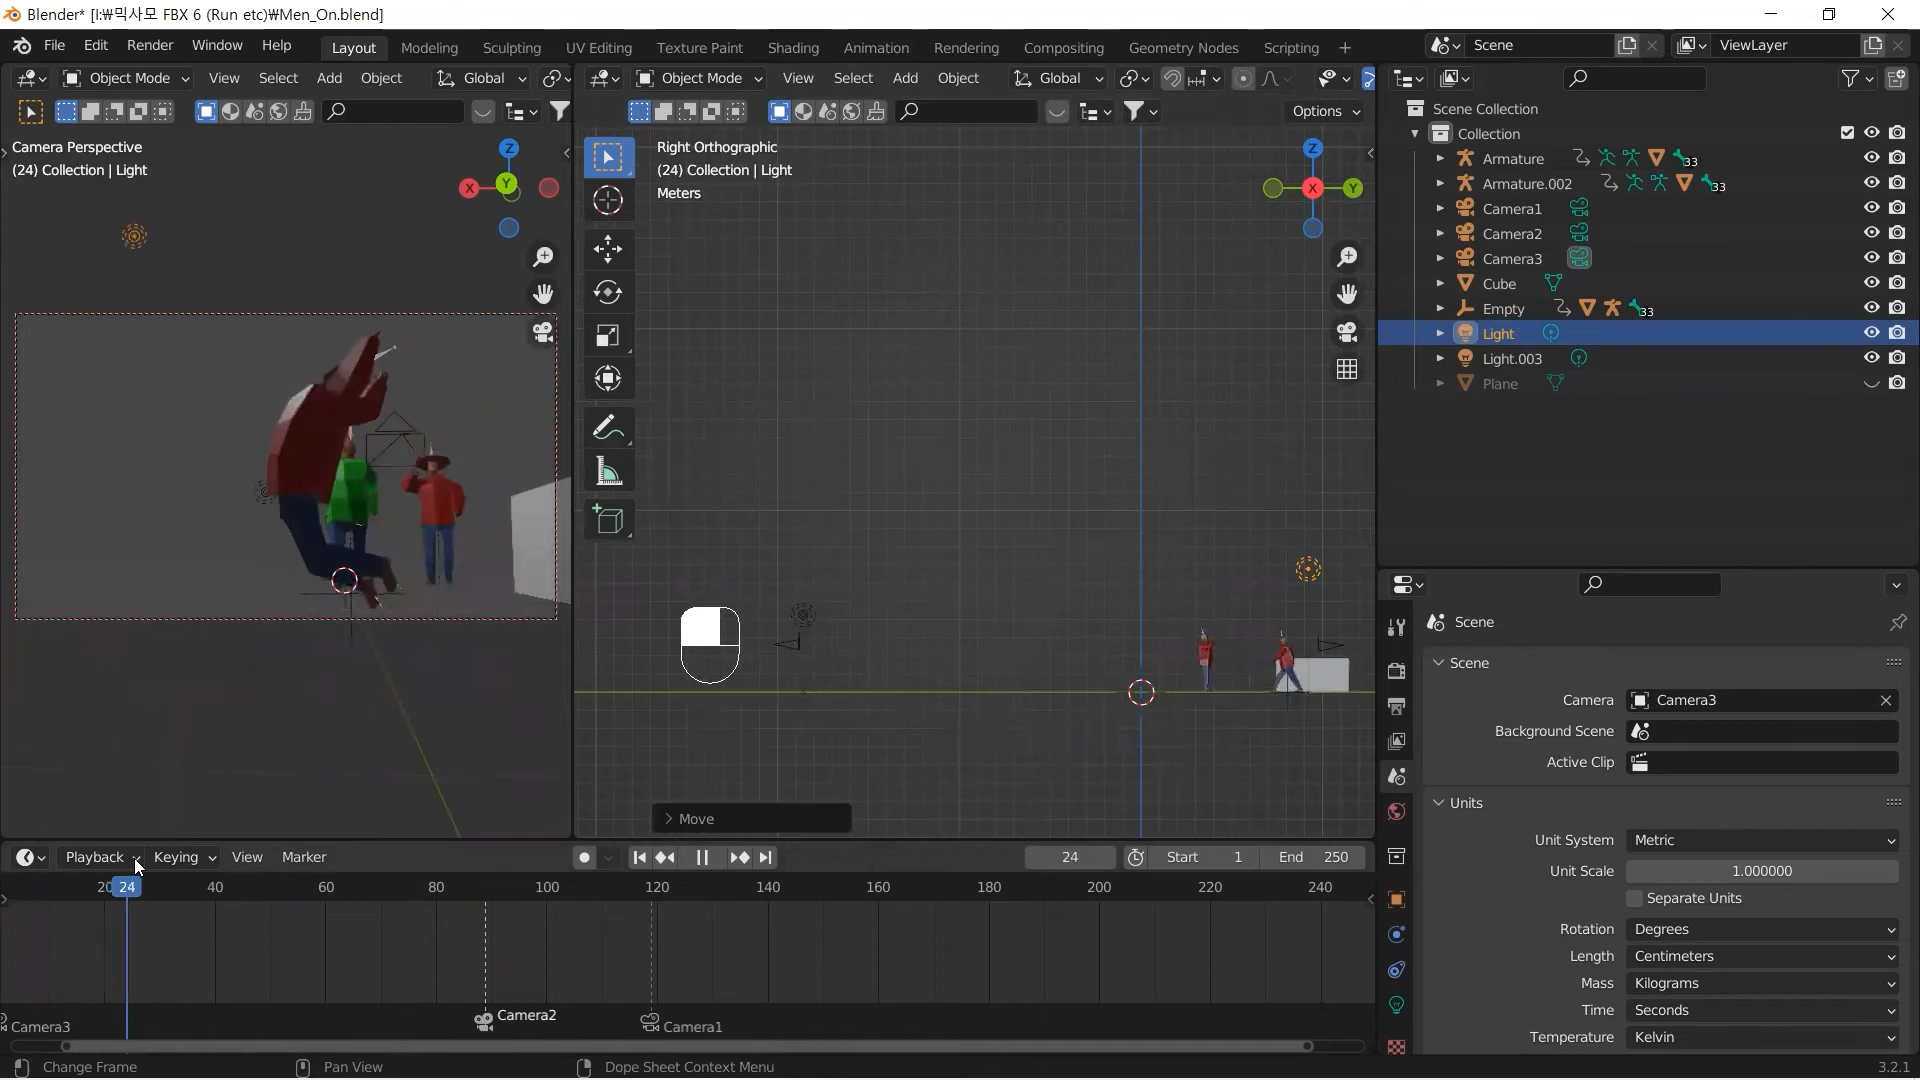 Blender* [I:\믹사모 FBX 6 (Run etc)\Men_On.blend]
File Edit Render Window Help Layout Modeling Sculpting UV Editing Texture Paint Shading Animation Rendering Compositing Geometry Nodes Scripting + Scene ViewLayer
Object Mode View Select Add Object Global
Object Mode View Select Add Object Global
Options
Camera Perspective
(24) Collection | Light
Z
X
Y
Right Orthographic
(24) Collection | Light
Meters
Z
X
Y
Move
Scene Collection
Collection
Armature 33
Armature.002 33
Camera1
Camera2
Camera3
Cube
Empty 33
Light
Light.003
Plane
Scene
Scene
Camera Camera3
Background Scene
Active Clip
Units
Unit System Metric
Unit Scale 1.000000
Separate Units
Rotation Degrees
Length Centimeters
Mass Kilograms
Time Seconds
Temperature Kelvin
Playback Keying View Marker 24 Start 1 End 250
20 24 40 60 80 100 120 140 160 180 200 220 240
Camera3 Camera2 Camera1
Change Frame Pan View Dope Sheet Context Menu 3.2.1